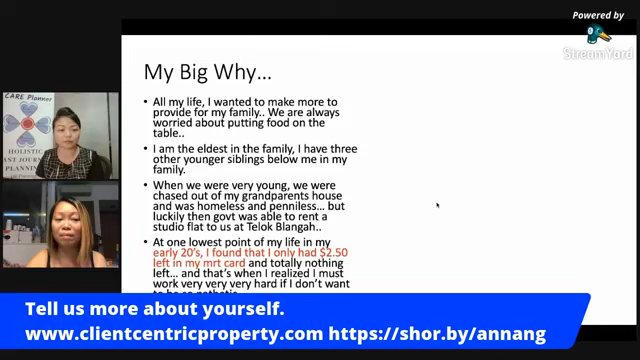 Powered by
StreamYard
CARE Planner
HOLISTIC
LAST JOURNEY
PLANNING
My Big Why...
• All my life, I wanted to make more to
provide for my family.. We are always
worried about putting food on the
table..
• I am the eldest in the family, I have three
other younger siblings below me in my
family.
• When we were very young, we were
chased out of my grandparents house
and was homeless and penniless... but
luckily then govt was able to rent a
studio flat to us at Telok Blangah..
• At one lowest point of my life in my
early 20's, I found that I only had $2.50
left in my mrt card and totally nothing
left... and that's when I realized I must
work very very very hard if I don't want
Tell us more about yourself.
www.clientcentricproperty.com https://shor.by/annang